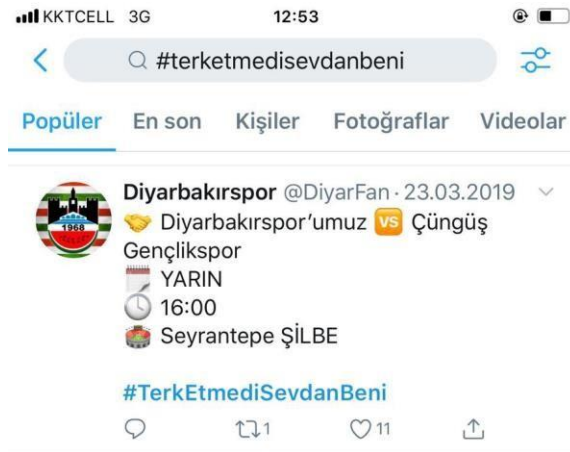 KKTCELL 3G 12:53
#terketmedisevdanbeni
Popüler En son Kişiler Fotoğraflar Videolar
Diyarbakırspor @DiyarFan · 23.03.2019
Diyarbakırspor'umuz VS Çüngüş
Gençlikspor
YARIN
16:00
Seyrantepe ŞİLBE
#TerkEtmediSevdanBeni
1 11
1968